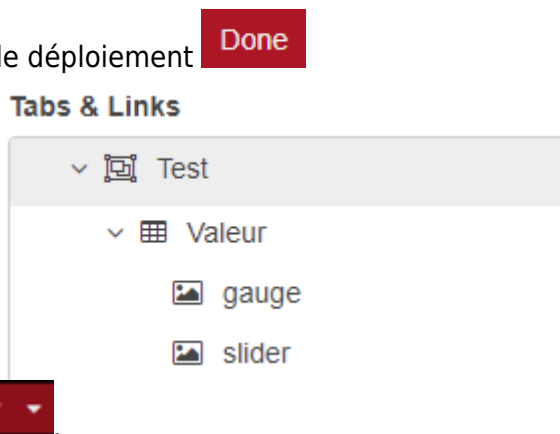 le déploiement Done
Tabs & Links
Test
Valeur
gauge
slider